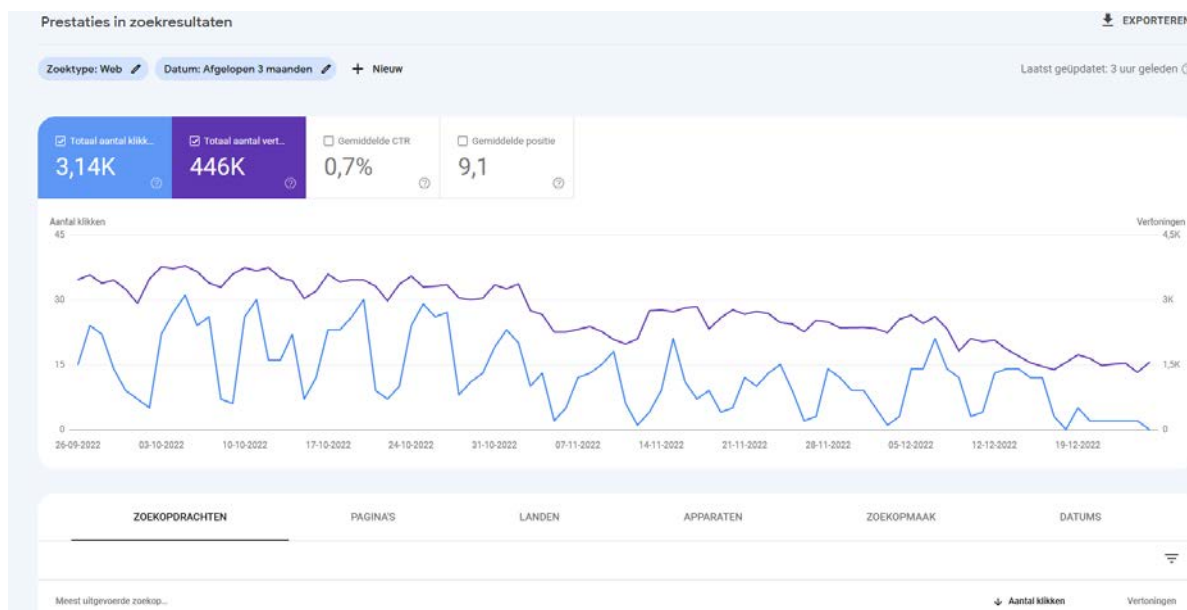 Prestaties in zoekresultaten
EXPORTEREN
Zoektype: Web
Datum: Afgelopen 3 maanden
+ Nieuw
Laatst geüpdatet: 3 uur geleden
Totaal aantal klikk...
Totaal aantal vert...
Gemiddelde CTR
Gemiddelde positie
3,14K
446K
0,7%
9,1
Aantal klikken
Vertoningen
45
4,5K
30
3K
15
1,5K
0
0
26-09-2022
03-10-2022
10-10-2022
17-10-2022
24-10-2022
31-10-2022
07-11-2022
14-11-2022
21-11-2022
28-11-2022
05-12-2022
12-12-2022
19-12-2022
ZOEKOPDRACHTEN
PAGINA'S
LANDEN
APPARATEN
ZOEKOPMAAK
DATUMS
Meest uitgevoerde zoekop...
Aantal klikken
Vertoningen